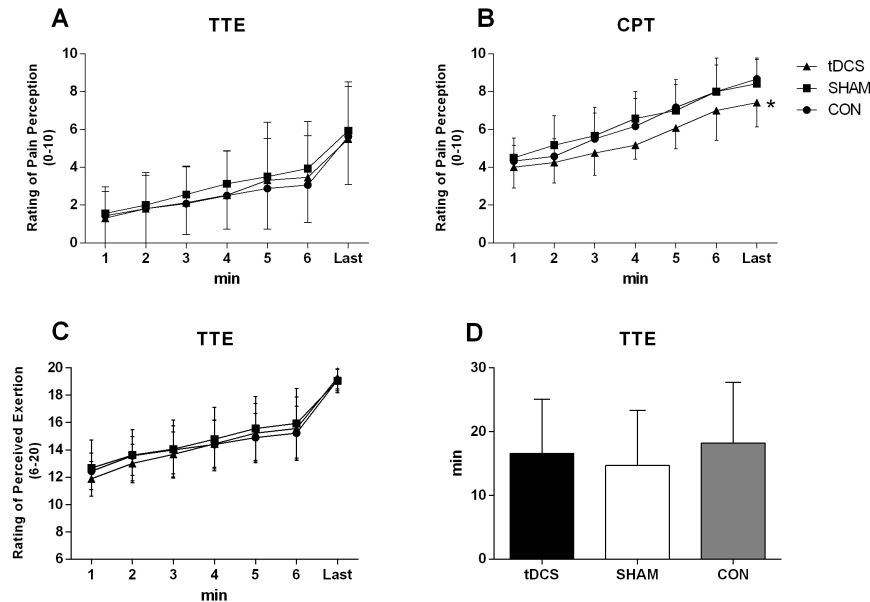 A
TTE
Rating of Pain Perception
(0-10)
10
8
6
4
2
0
1 2 3 4 5 6 Last
min
B
CPT
Rating of Pain Perception
(0-10)
10
8
6
4
2
0
*
1 2 3 4 5 6 Last
min
tDCS
SHAM
CON
C
TTE
Rating of Perceived Exertion
(6-20)
20
18
16
14
12
10
8
6
1 2 3 4 5 6 Last
min
D
TTE
min
30
20
10
0
tDCS SHAM CON